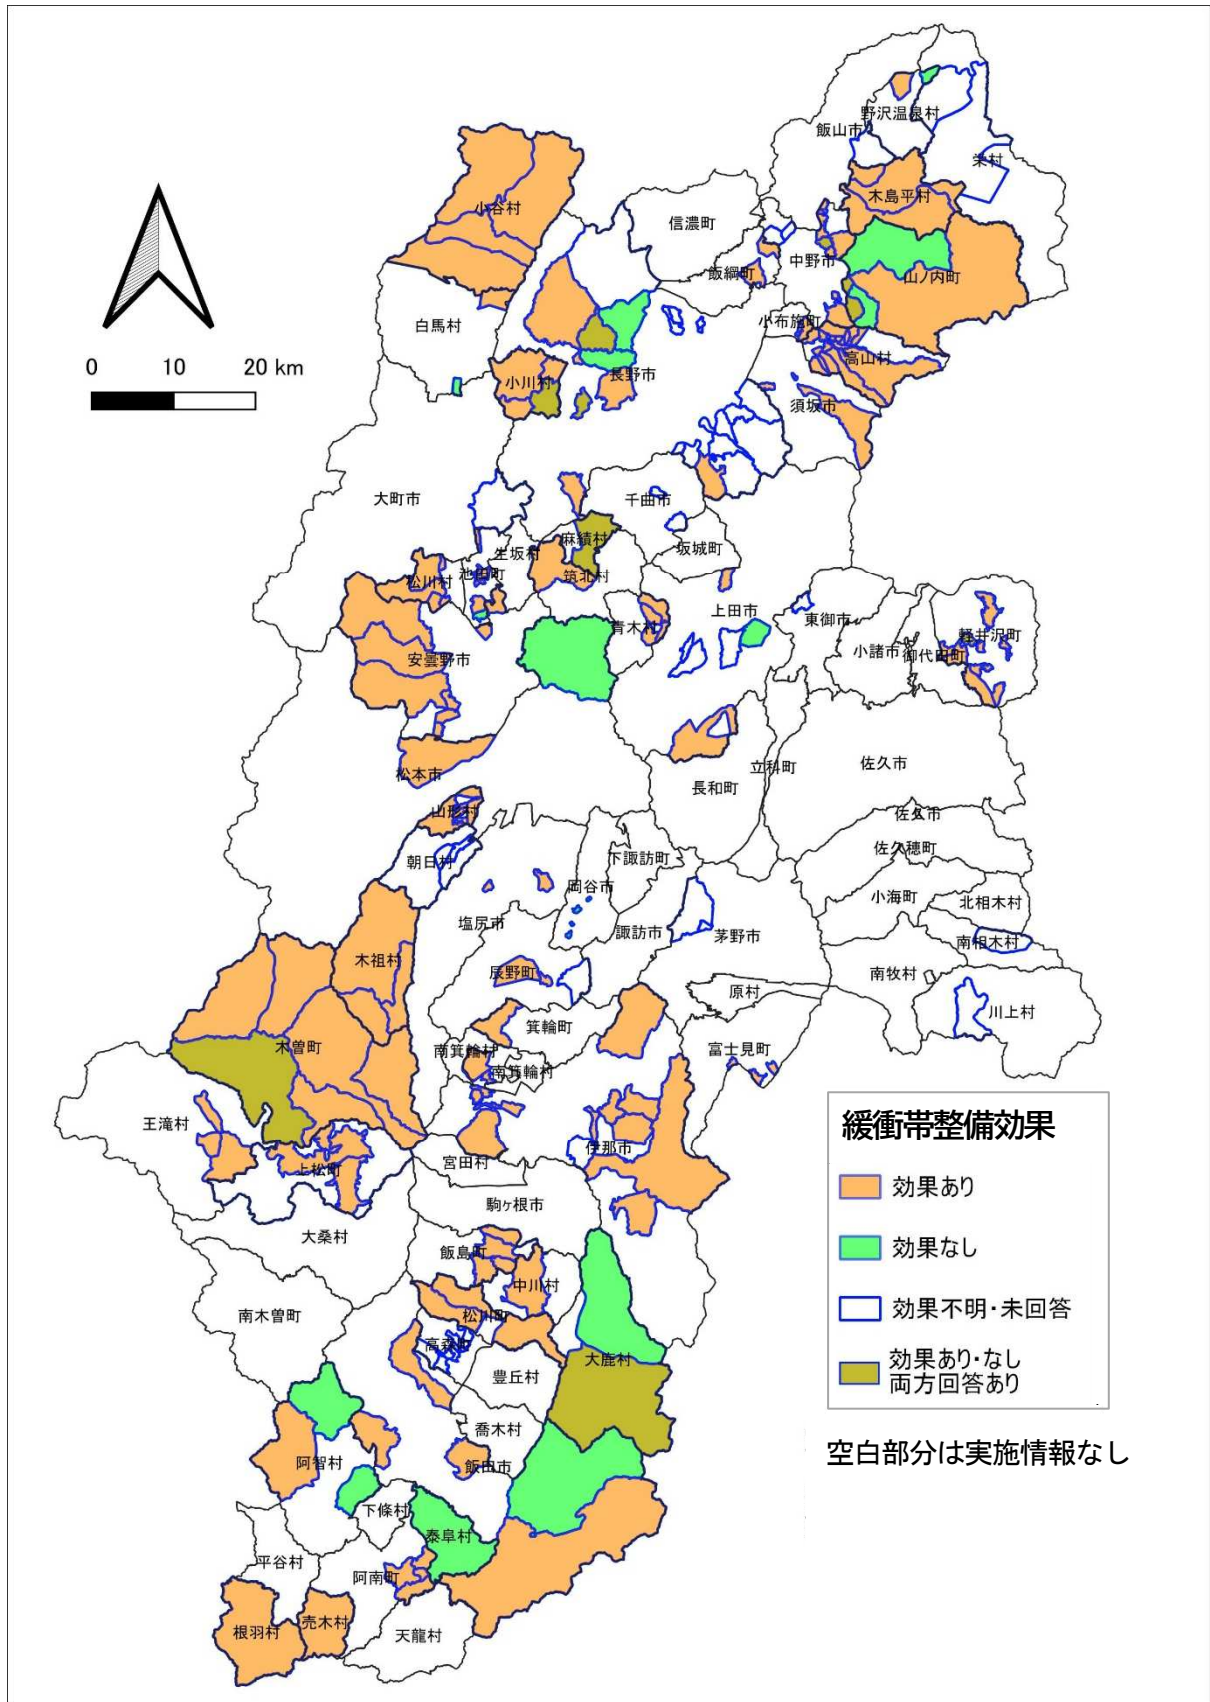 野沢温泉村
飯山市
栄村
木島平村
小谷村
信濃町
中野市
飯綱町
山ノ内町
白馬村
小布施町
0 10 20 km
高山村
長野市
小川村
須坂市
大町市
千曲市
麻績村
坂城町
生坂村
池田町
松川村
筑北村
上田市
東御市
青木村
軽井沢町
小諸市
御代田町
安曇野市
松本市
立科町
佐久市
長和町
山形村
佐久市
朝日村
下諏訪町
佐久穂町
岡谷市
小海町
北相木村
塩尻市
諏訪市
茅野市
南相木村
木祖村
辰野町
南牧村
原村
川上村
箕輪町
木曽町
南箕輪村
富士見町
南箕輪村
王滝村
伊那市
宮田村
上松町
駒ヶ根市
大桑村
飯島町
中川村
南木曽町
松川町
高森町
大鹿村
豊丘村
喬木村
阿智村
飯田市
下條村
泰阜村
平谷村
阿南町
売木村
根羽村
天龍村
緩衝帯整備効果
効果あり
効果なし
効果不明・未回答
効果あり・なし
両方回答あり
空白部分は実施情報なし